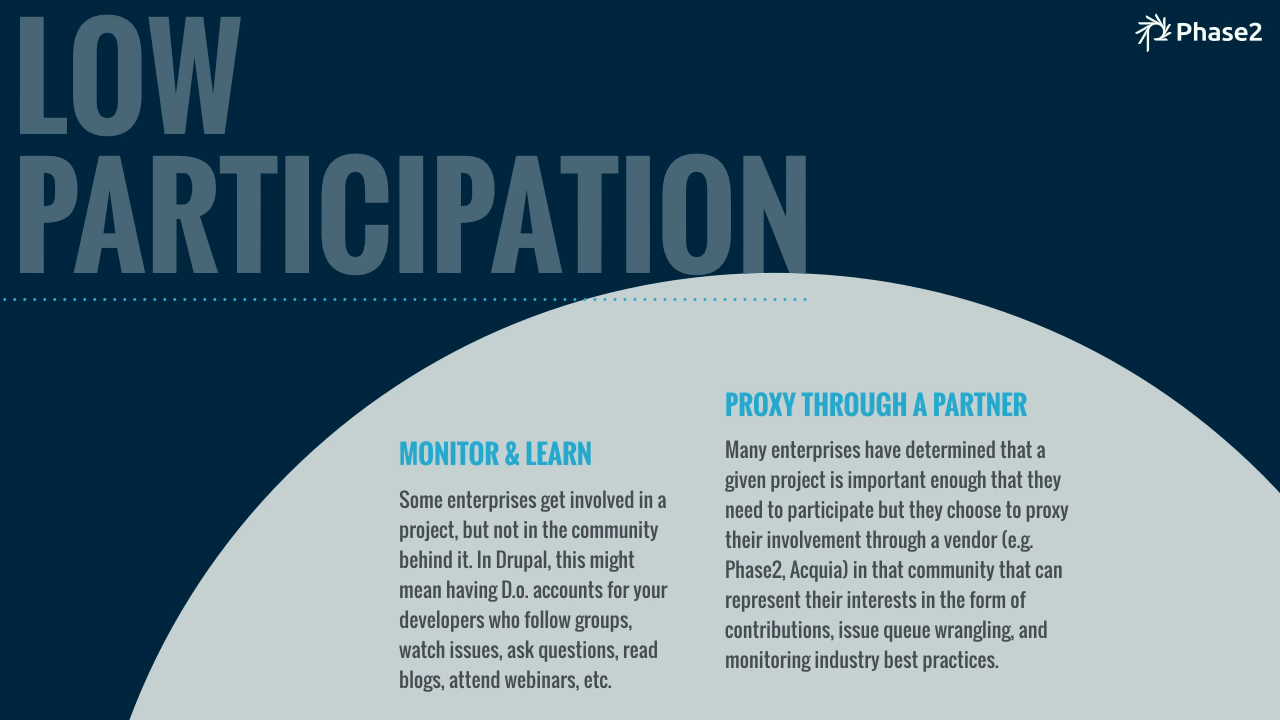 LOW
PARTICIPATION
Phase2
MONITOR & LEARN
Some enterprises get involved in a
project, but not in the community
behind it. In Drupal, this might
mean having D.o. accounts for your
developers who follow groups,
watch issues, ask questions, read
blogs, attend webinars, etc.
PROXY THROUGH A PARTNER
Many enterprises have determined that a
given project is important enough that they
need to participate but they choose to proxy
their involvement through a vendor (e.g.
Phase2, Acquia) in that community that can
represent their interests in the form of
contributions, issue queue wrangling, and
monitoring industry best practices.